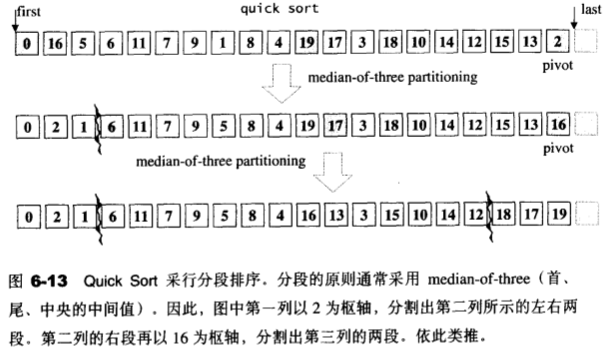 first quick sort last
0 16 5 6 11 7 9 1 8 4 19 17 3 18 10 14 12 15 13 2
pivot
median-of-three partitioning
0 2 1 6 11 7 9 5 8 4 19 17 3 18 10 14 12 15 13 16
pivot
median-of-three partitioning
0 2 1 6 11 7 9 5 8 4 16 13 3 15 10 14 12 18 17 19
图 6-13 Quick Sort 采行分段排序。分段的原则通常采用 median-of-three（首、
尾、中央的中间值）。因此，图中第一列以 2 为枢轴，分割出第二列所示的左右两
段。第二列的右段再以 16 为枢轴，分割出第三列的两段。依此类推。